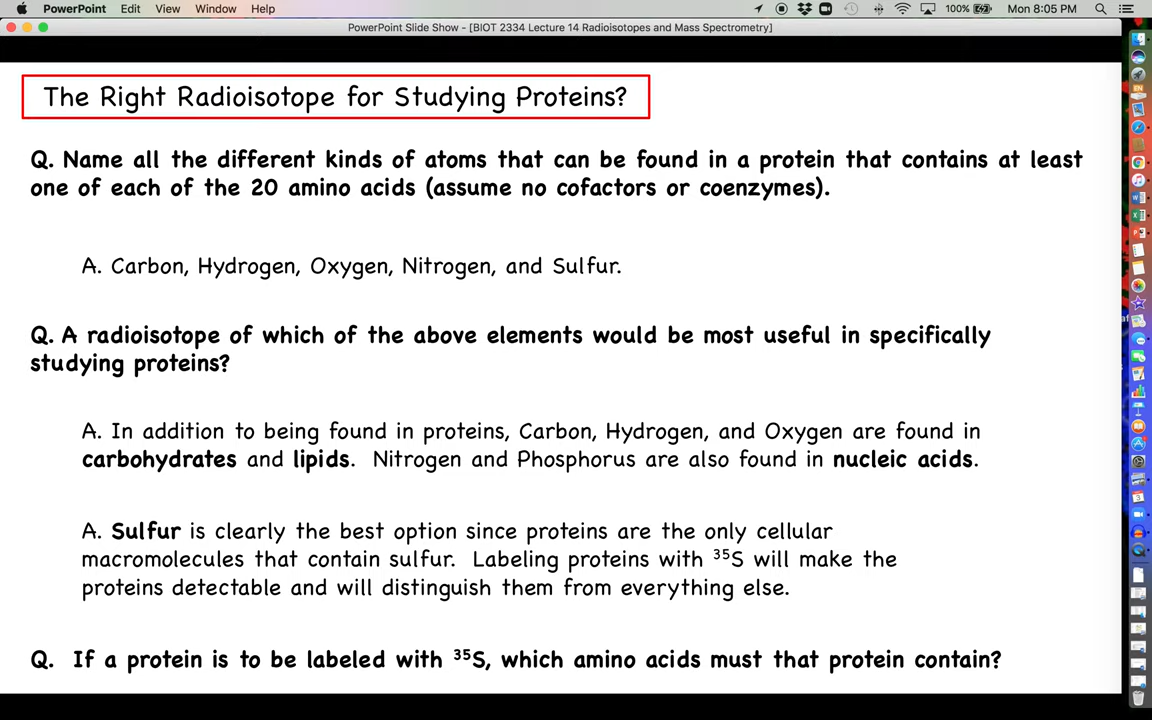 PowerPoint Edit View Window Help 100% Mon 8:05 PM
PowerPoint Slide Show - [BIOT 2334 Lecture 14 Radioisotopes and Mass Spectrometry]
The Right Radioisotope for Studying Proteins?
Q. Name all the different kinds of atoms that can be found in a protein that contains at least
one of each of the 20 amino acids (assume no cofactors or coenzymes).
A. Carbon, Hydrogen, Oxygen, Nitrogen, and Sulfur.
Q. A radioisotope of which of the above elements would be most useful in specifically
studying proteins?
A. In addition to being found in proteins, Carbon, Hydrogen, and Oxygen are found in
carbohydrates and lipids. Nitrogen and Phosphorus are also found in nucleic acids.
A. Sulfur is clearly the best option since proteins are the only cellular
macromolecules that contain sulfur. Labeling proteins with ³⁵S will make the
proteins detectable and will distinguish them from everything else.
Q. If a protein is to be labeled with ³⁵S, which amino acids must that protein contain?